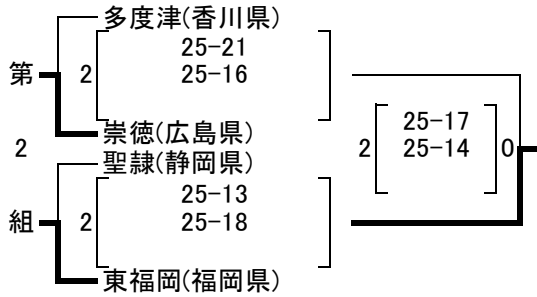 多度津(香川県)
25-21
第 2 25-16
崇徳(広島県)
25-17
2 聖隷(静岡県) 2 25-14 0
25-13
組 2 25-18
東福岡(福岡県)